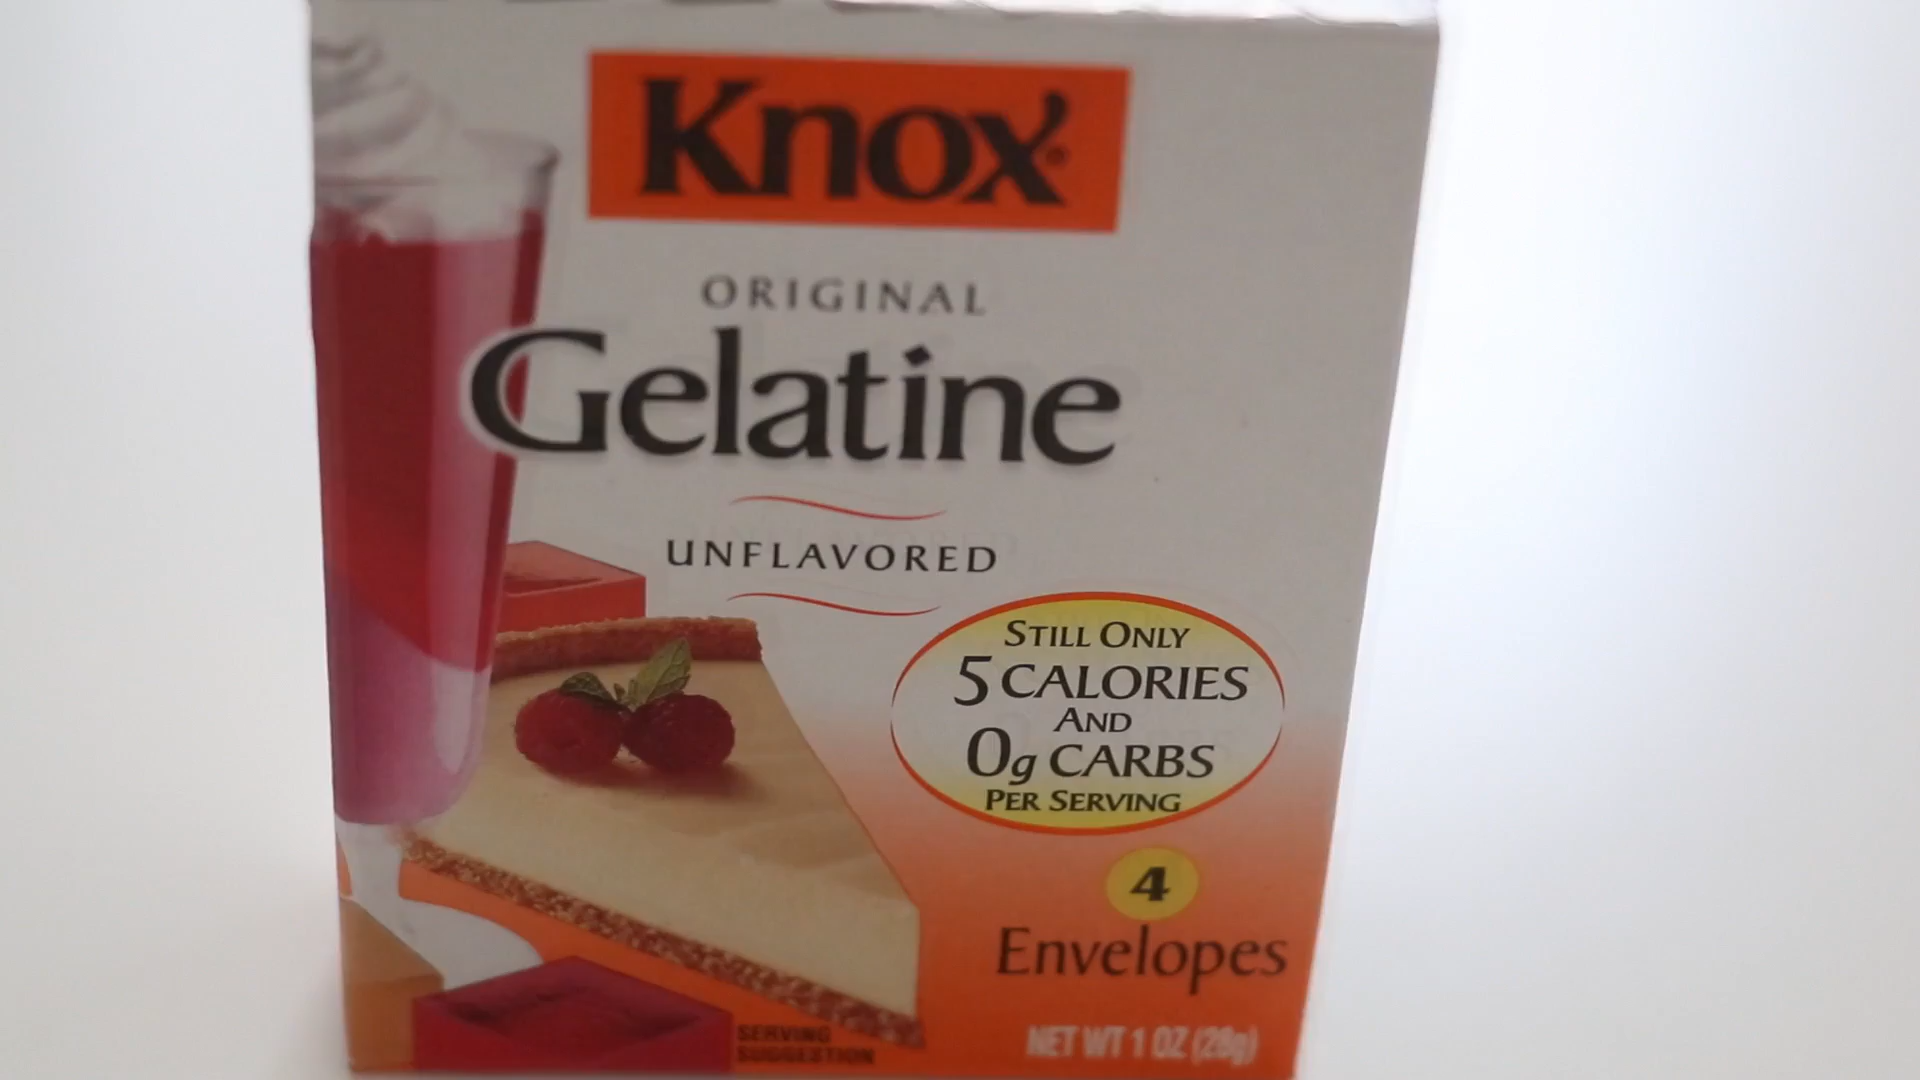 Knox®
ORIGINAL
Gelatine
UNFLAVORED
STILL ONLY
5 CALORIES
AND
0g CARBS
PER SERVING
4
Envelopes
SERVING
SUGGESTION
NET WT 1 OZ (28g)